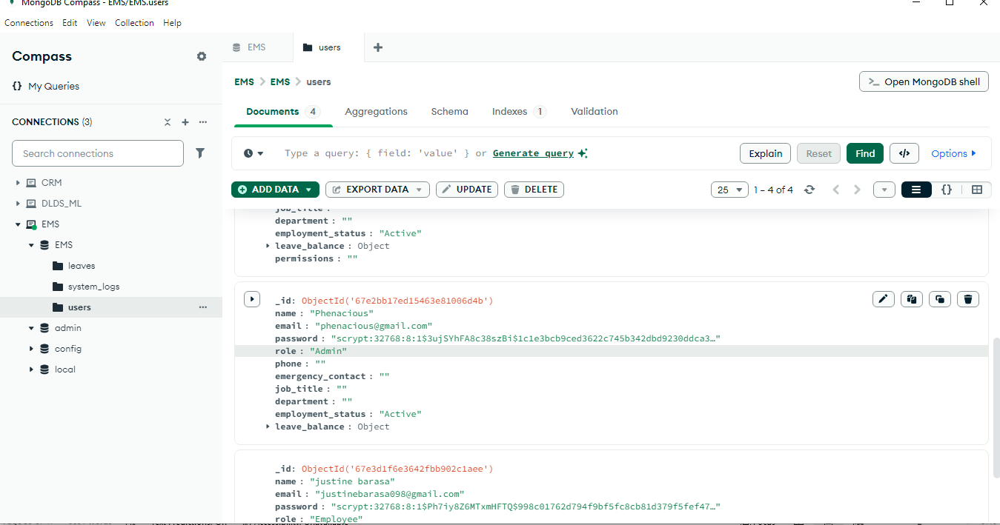 MongoDB Compass - EMS/EMS.users
Connections Edit View Collection Help
Compass
{} My Queries
CONNECTIONS (3)
Search connections
CRM
DLDS_ML
EMS
EMS
leaves
system_logs
users
admin
config
local
EMS users
EMS > EMS > users
>_ Open MongoDB shell
Documents 4 Aggregations Schema Indexes 1 Validation
Type a query: { field: 'value' } or Generate query
Explain Reset Find </> Options
ADD DATA EXPORT DATA UPDATE DELETE
25 1 – 4 of 4 {}
job_title :
department : ""
employment_status : "Active"
leave_balance : Object
permissions : ""
_id: ObjectId('67e2bb17ed15463e81006d4b')
name : "Phenacious"
email : "phenacious@gmail.com"
password : "scrypt:32768:8:1$3ujSYhFA8c38szBi$1c1e3bcb9ced3622c745b342dbd9230ddca3…"
role : "Admin"
phone : ""
emergency_contact : ""
job_title : ""
department : ""
employment_status : "Active"
leave_balance : Object
_id: ObjectId('67e3d1f6e3642fbb902c1aee')
name : "justine barasa"
email : "justinebarasa098@gmail.com"
password : "scrypt:32768:8:1$Ph7iy8Z6MTxmHFTQ$998c01762d794f9bf5fc8cb81d379f5fef47…"
role : "Employee"